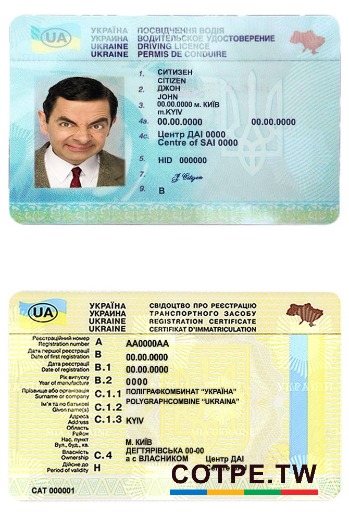 UA
УКРАЇНА ПОСВІДЧЕННЯ ВОДІЯ
УКРАИНА ВОДИТЕЛЬСКОЕ УДОСТОВЕРЕНИЕ
UKRAINE DRIVING LICENCE
UKRAINE PERMIS DE CONDUIRE
1. СИТИЗЕН
CITIZEN
2. ДЖОН
JOHN
3. 00.00.0000 м. КИЇВ
m.KYIV
4a. 00.00.0000 00.00.0000
4c. Центр ДАІ 0000
Centre of SAI 0000
5. HID 000000
7. J. Citizen
9. B
UA
УКРАЇНА СВІДОЦТВО ПРО РЕЄСТРАЦІЮ
УКРАИНА ТРАНСПОРТНОГО ЗАСОБУ
UKRAINE REGISTRATION CERTIFICATE
UKRAINE CERTIFIKAT D'IMMATRICULATION
Реєстраційний номер
Registration number A AA0000AA
Дата першої реєстрації
Date of first registration B 00.00.0000
Дата реєстрації
Date of registration B.1 00.00.0000
Рік випуску
Year of manufacture B.2 0000
Прізвище або організація C.1.1 ПОЛІГРАФКОМБИНАТ "УКРАЇНА"
Surname or company
Ім'я та по батькові C.1.2 POLYGRAPHCOMBINE "UKRAINA"
Given name(s)
Адреса C.1.3 KYIV
Address
Область
Район
Нас. пункт М. КИЇВ
Вул., буд., кв. ДЕГТЯРІВСЬКА 00-00
Власність C.4 а є ВЛАСНИКОМ Центр ДАІ
Ownership
Дійсне до H
Period of validity
CAT 000001
COTPE.TW